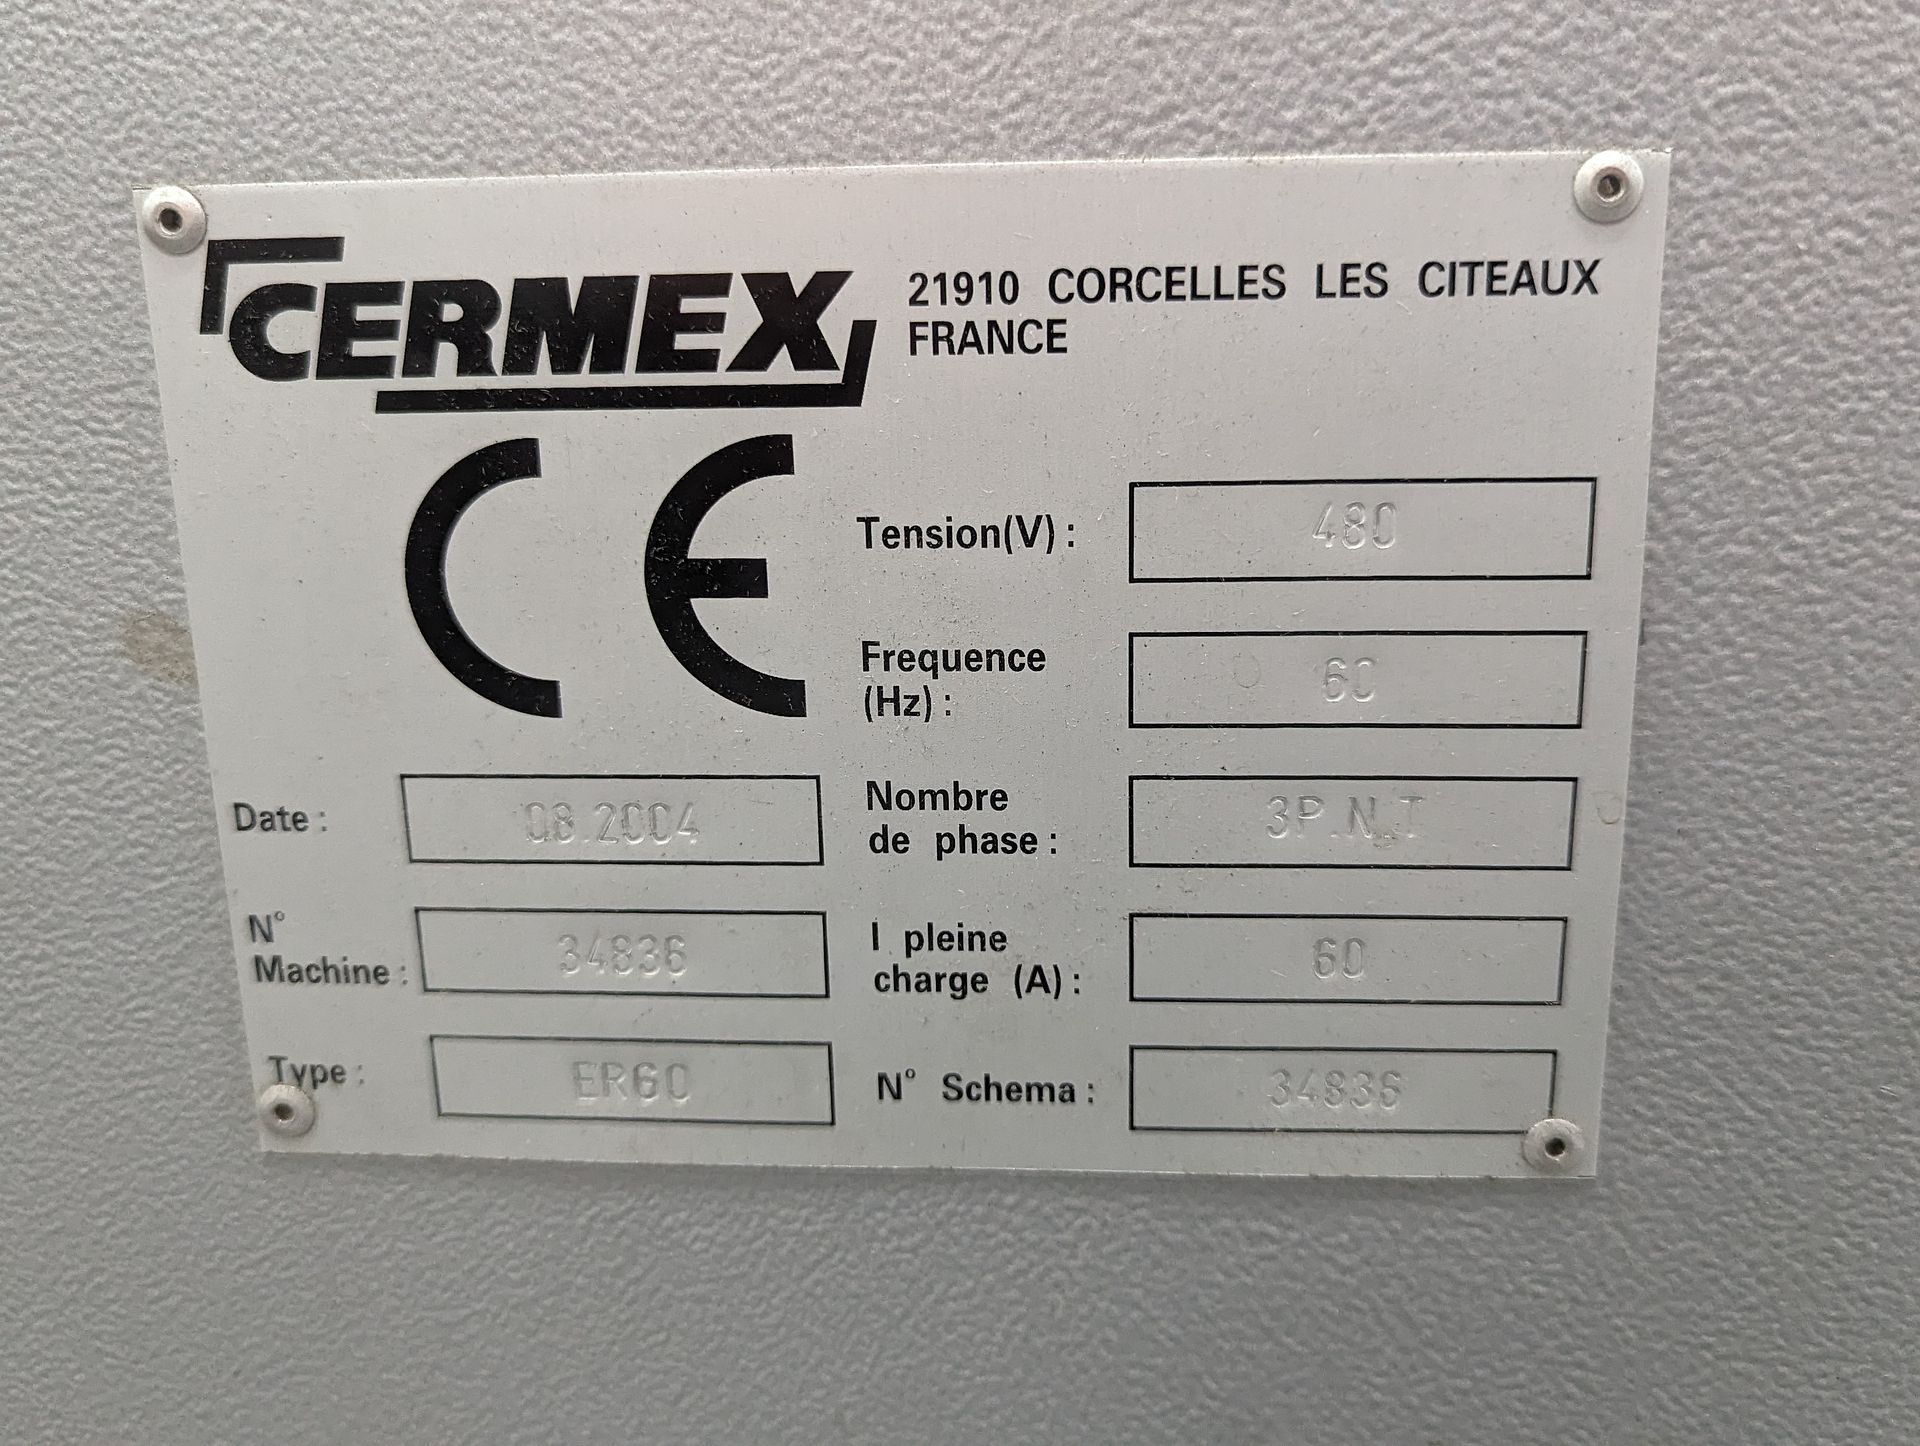 CERMEX
21910 CORCELLES LES CITEAUX
FRANCE
CE
Tension(V) : 480
Frequence
(Hz) : 60
Date : 08.2004
Nombre
de phase : 3P.N.T
N°
Machine : 34836
I pleine
charge (A) : 60
Type : ER60
N° Schema : 34836